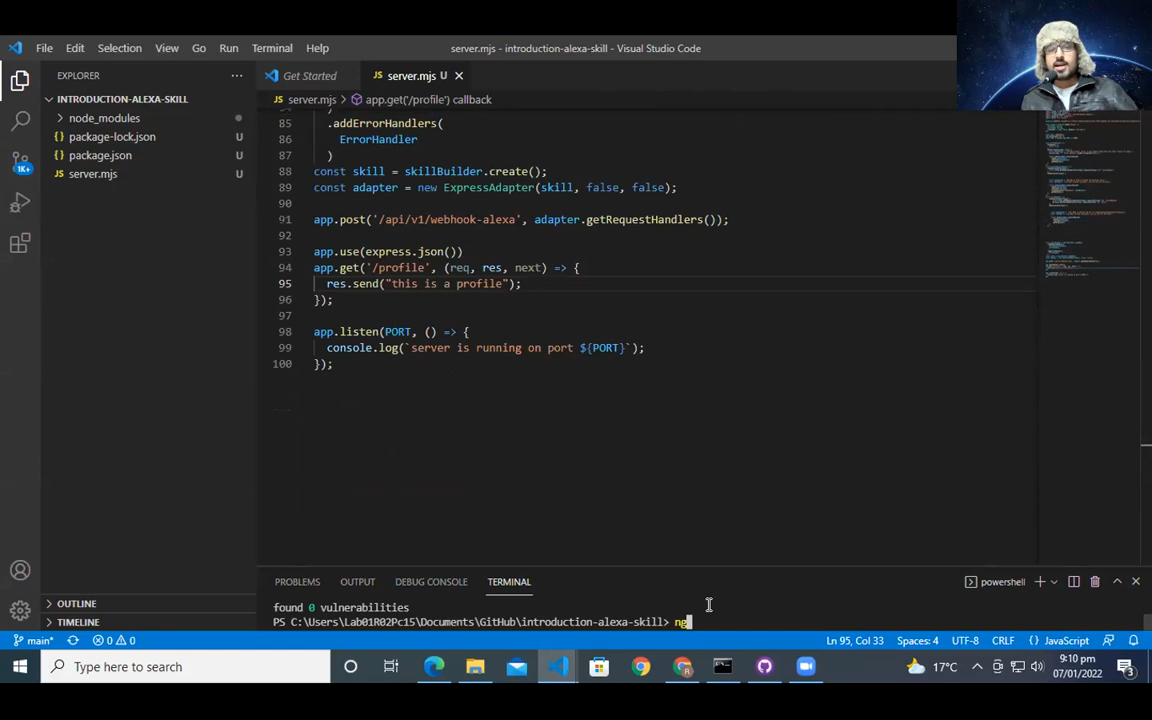 File Edit Selection View Go Run Terminal Help
server.mjs - introduction-alexa-skill - Visual Studio Code
EXPLORER
Get Started
server.mjs U
INTRODUCTION-ALEXA-SKILL
server.mjs > app.get('/profile') callback
node_modules
package-lock.json U
package.json U
server.mjs U
85 .addErrorHandlers(
86 ErrorHandler
87 )
88 const skill = skillBuilder.create();
89 const adapter = new ExpressAdapter(skill, false, false);
90
91 app.post('/api/v1/webhook-alexa', adapter.getRequestHandlers());
92
93 app.use(express.json())
94 app.get('/profile', (req, res, next) => {
95 res.send("this is a profile");
96 });
97
98 app.listen(PORT, () => {
99 console.log(`server is running on port ${PORT}`);
100 });
1K+
PROBLEMS OUTPUT DEBUG CONSOLE TERMINAL
powershell
found 0 vulnerabilities
PS C:\Users\Lab01R02Pc15\Documents\GitHub\introduction-alexa-skill> ng
OUTLINE
TIMELINE
main* 0 0
Ln 95, Col 33 Spaces: 4 UTF-8 CRLF JavaScript
Type here to search
17°C
9:10 pm
07/01/2022
3